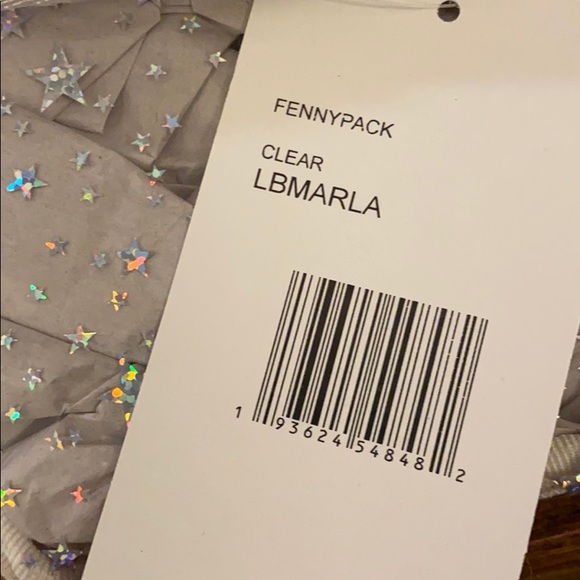 FENNYPACK
CLEAR
LBMARLA
1 93624 54848 2